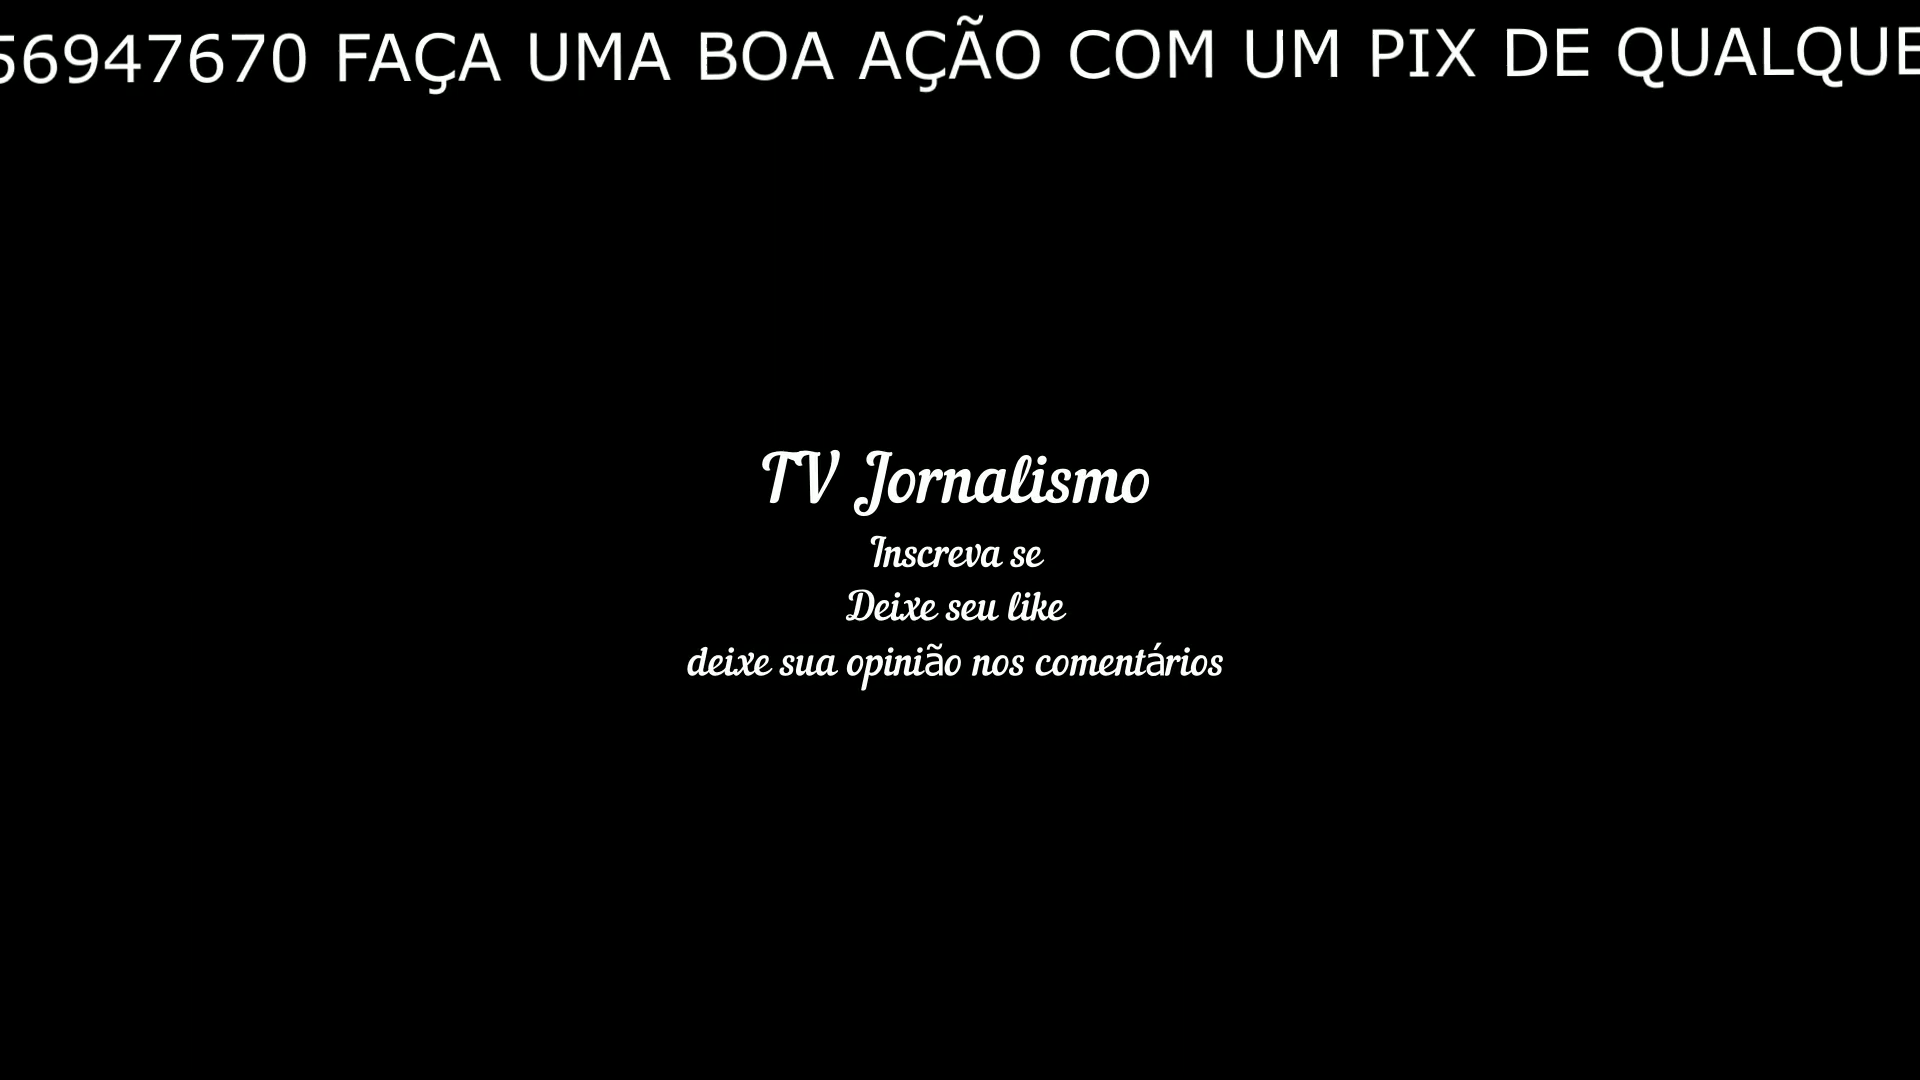 56947670 FAÇA UMA BOA AÇÃO COM UM PIX DE QUALQUE
TV Jornalismo
Inscreva se
Deixe seu like
deixe sua opinião nos comentários